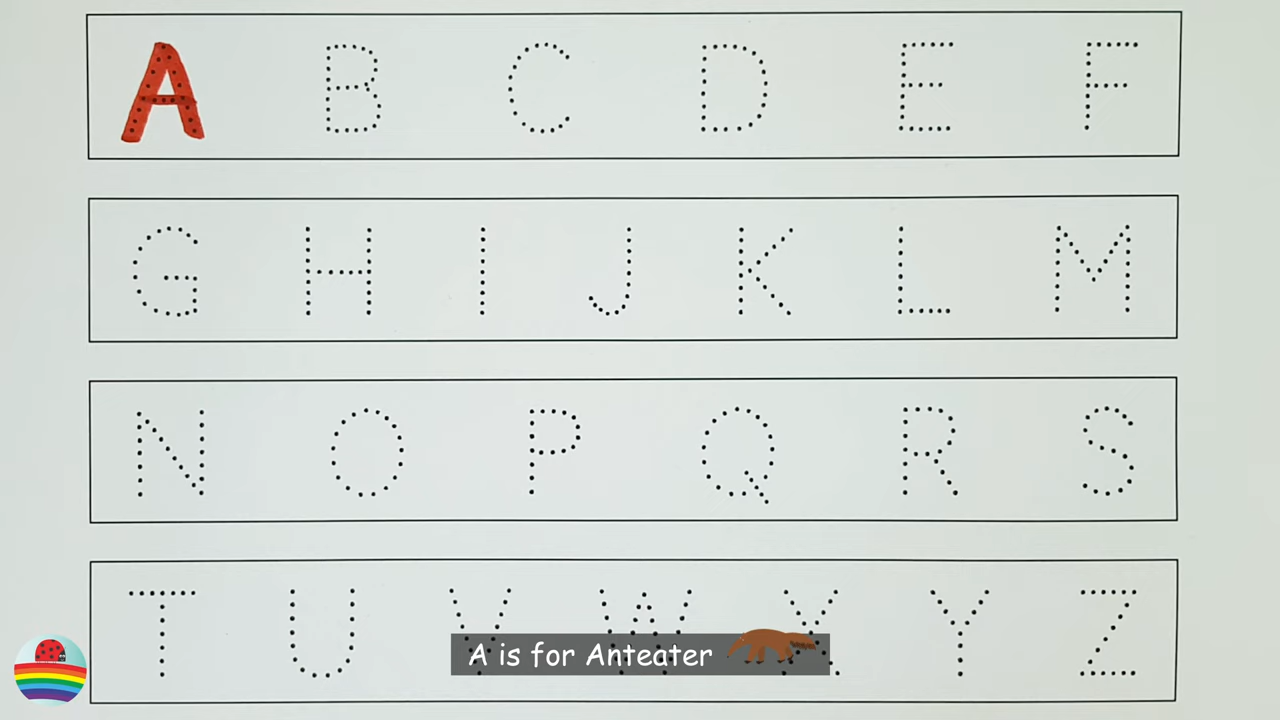 A B C D E F
G H I J K L M
N O P Q R S
T U V W X Y Z
A is for Anteater